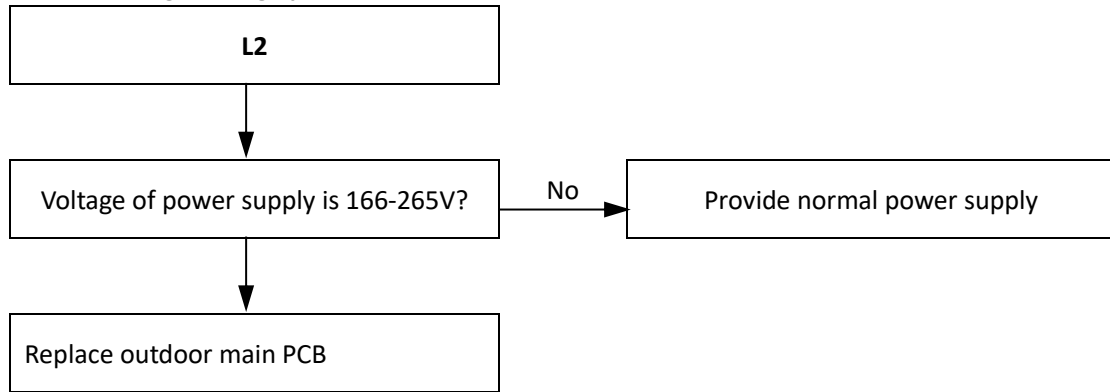 L2
Voltage of power supply is 166-265V?
No
Provide normal power supply
Replace outdoor main PCB